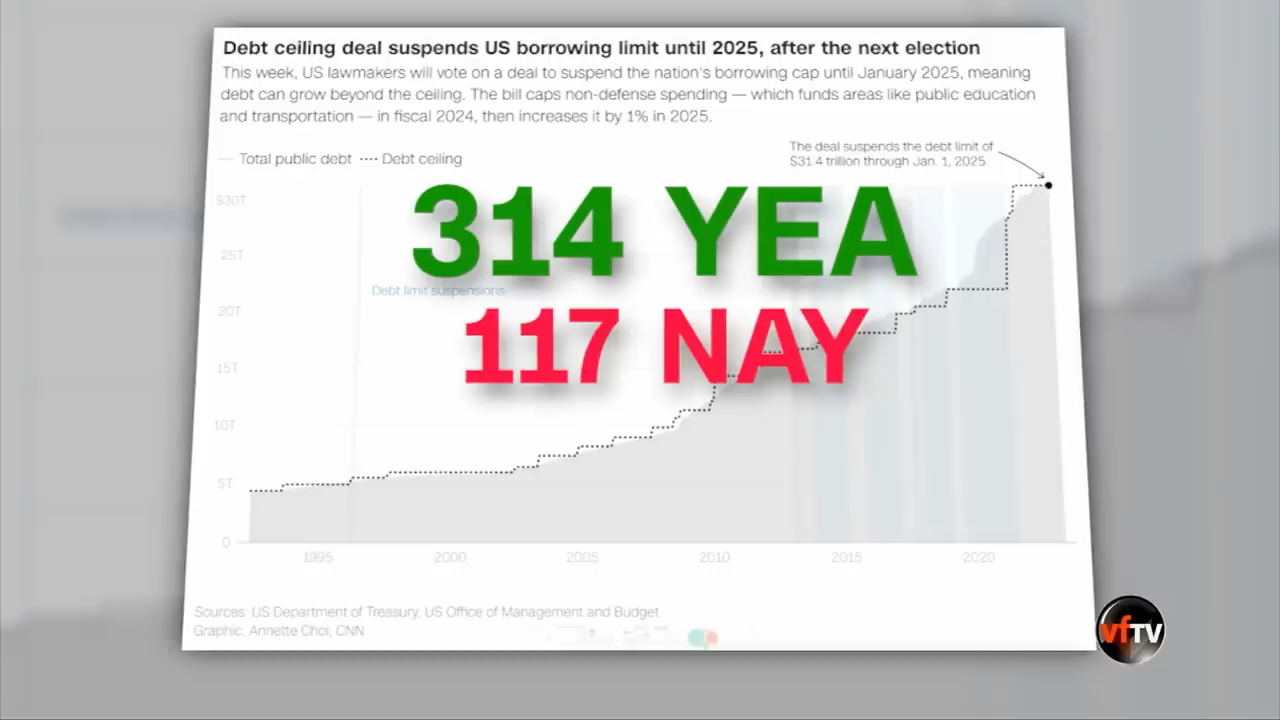 Debt ceiling deal suspends US borrowing limit until 2025, after the next election
This week, US lawmakers will vote on a deal to suspend the nation's borrowing cap until January 2025, meaning
debt can grow beyond the ceiling. The bill caps non-defense spending — which funds areas like public education
and transportation — in fiscal 2024, then increases it by 1% in 2025.
The deal suspends the debt limit of
$31.4 trillion through Jan. 1, 2025.
Total public debt Debt ceiling
$30T
314 YEA
25T
Debt limit suspensions
20T
117 NAY
15T
10T
5T
0
1995 2000 2005 2010 2015 2020
Sources: US Department of Treasury, US Office of Management and Budget
Graphic: Annette Choi, CNN
vfTV